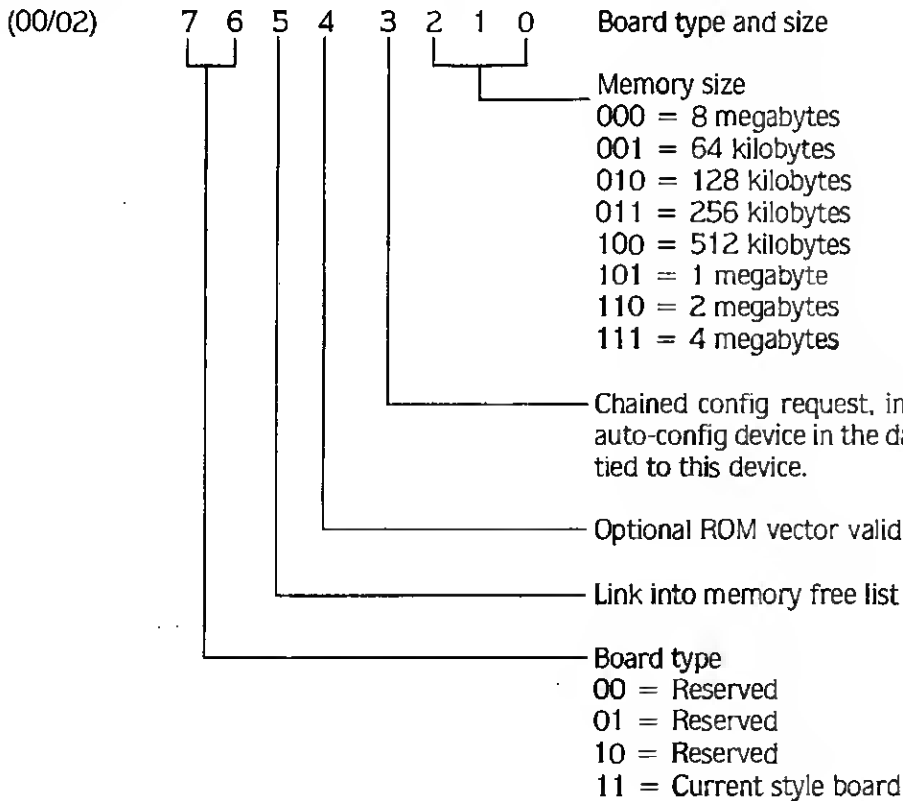 (00/02) 7 6 5 4 3 2 1 0 Board type and size
Memory size
000 = 8 megabytes
001 = 64 kilobytes
010 = 128 kilobytes
011 = 256 kilobytes
100 = 512 kilobytes
101 = 1 megabyte
110 = 2 megabytes
111 = 4 megabytes
Chained config request, in
auto-config device in the da
tied to this device.
Optional ROM vector valid
Link into memory free list
Board type
00 = Reserved
01 = Reserved
10 = Reserved
11 = Current style board